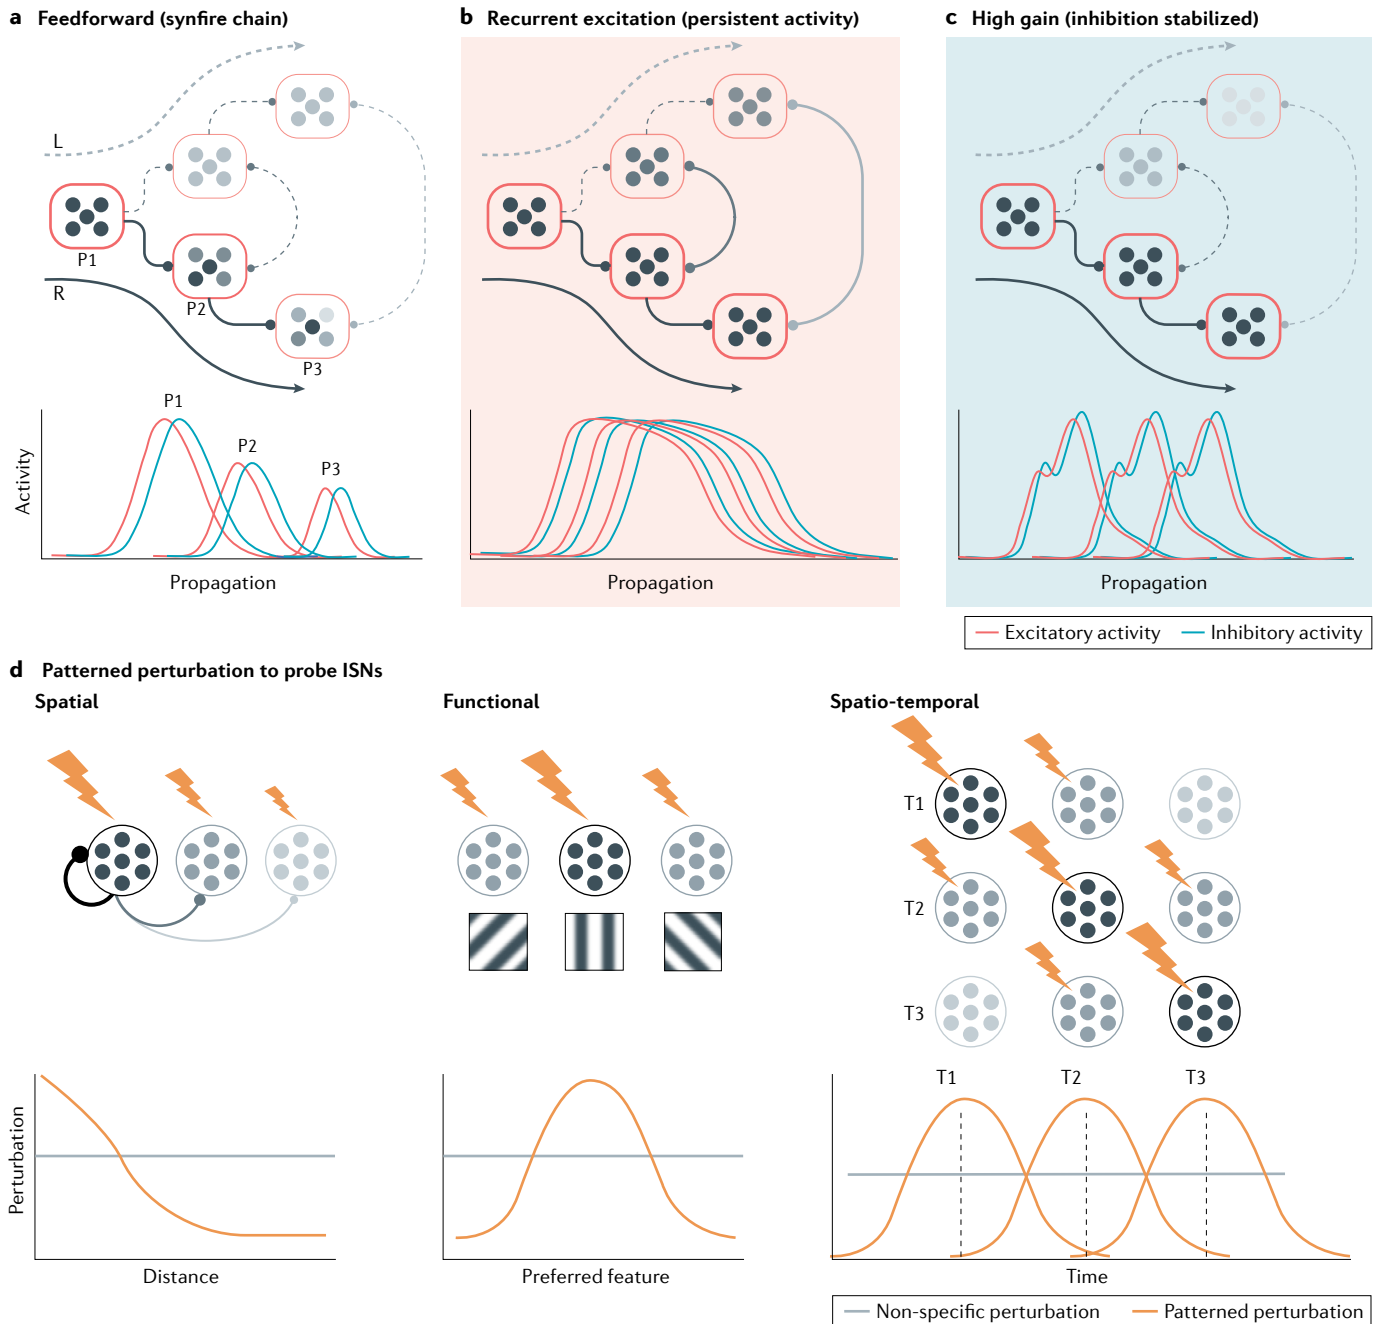 a Feedforward (synfire chain)
L
P1
R
P2
P3
P1
P2
P3
Activity
Propagation
b Recurrent excitation (persistent activity)
Propagation
c High gain (inhibition stabilized)
Propagation
Excitatory activity
Inhibitory activity
d Patterned perturbation to probe ISNs
Spatial
Perturbation
Distance
Functional
Preferred feature
Spatio-temporal
T1
T2
T3
T1
T2
T3
Time
Non-specific perturbation
Patterned perturbation